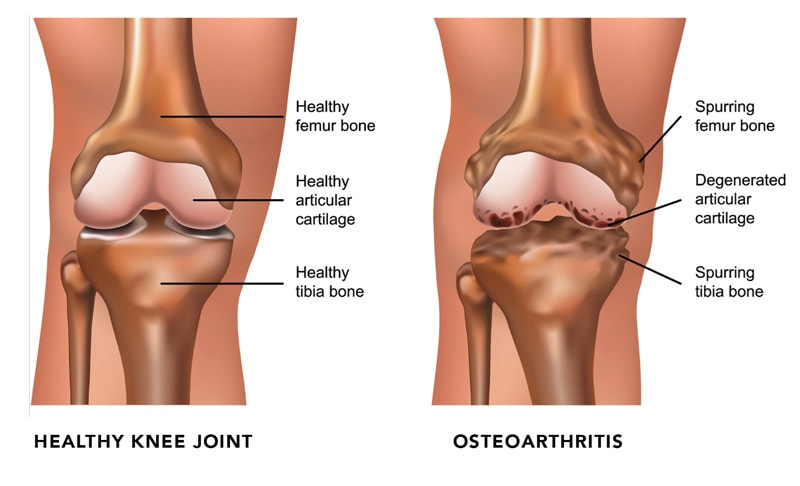 Healthy
femur bone
Healthy
articular
cartilage
Healthy
tibia bone
HEALTHY KNEE JOINT
Spurring
femur bone
Degenerated
articular
cartilage
Spurring
tibia bone
OSTEOARTHRITIS